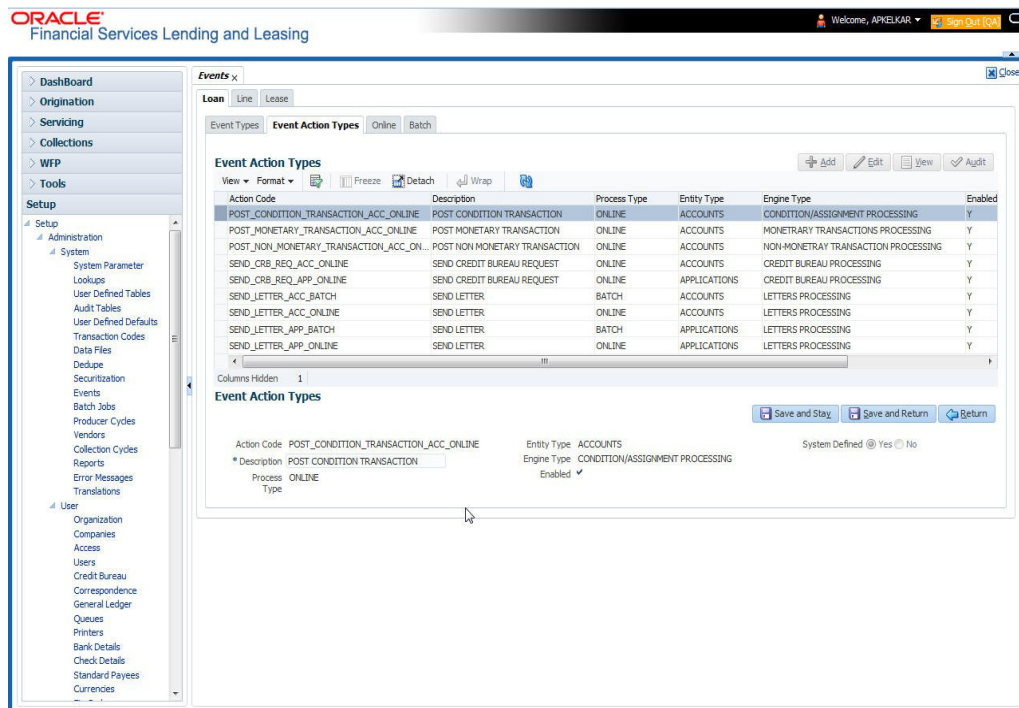 ORACLE
Financial Services Lending and Leasing
Welcome, APKELKAR
Sign Out [QA]
DashBoard
Origination
Servicing
Collections
WFP
Tools
Setup
Setup
Administration
System
System Parameter
Lookups
User Defined Tables
Audit Tables
User Defined Defaults
Transaction Codes
Data Files
Dedupe
Securitization
Events
Batch Jobs
Producer Cycles
Vendors
Collection Cycles
Reports
Error Messages
Translations
User
Organization
Companies
Access
Users
Credit Bureau
Correspondence
General Ledger
Queues
Printers
Bank Details
Check Details
Standard Payees
Currencies
Events x
Close
Loan Line Lease
Event Types Event Action Types Online Batch
Event Action Types
Add Edit View Audit
View Format Freeze Detach Wrap
Action Code Description Process Type Entity Type Engine Type Enabled
POST_CONDITION_TRANSACTION_ACC_ONLINE POST CONDITION TRANSACTION ONLINE ACCOUNTS CONDITION/ASSIGNMENT PROCESSING Y
POST_MONETARY_TRANSACTION_ACC_ONLINE POST MONETARY TRANSACTION ONLINE ACCOUNTS MONETRARY TRANSACTIONS PROCESSING Y
POST_NON_MONETARY_TRANSACTION_ACC_ON... POST NON MONETARY TRANSACTION ONLINE ACCOUNTS NON-MONETRAY TRANSACTION PROCESSING Y
SEND_CRB_REQ_ACC_ONLINE SEND CREDIT BUREAU REQUEST ONLINE ACCOUNTS CREDIT BUREAU PROCESSING Y
SEND_CRB_REQ_APP_ONLINE SEND CREDIT BUREAU REQUEST ONLINE APPLICATIONS CREDIT BUREAU PROCESSING Y
SEND_LETTER_ACC_BATCH SEND LETTER BATCH ACCOUNTS LETTERS PROCESSING Y
SEND_LETTER_ACC_ONLINE SEND LETTER ONLINE ACCOUNTS LETTERS PROCESSING Y
SEND_LETTER_APP_BATCH SEND LETTER BATCH APPLICATIONS LETTERS PROCESSING Y
SEND_LETTER_APP_ONLINE SEND LETTER ONLINE APPLICATIONS LETTERS PROCESSING Y
Columns Hidden 1
Event Action Types
Save and Stay Save and Return Return
Action Code POST_CONDITION_TRANSACTION_ACC_ONLINE Entity Type ACCOUNTS System Defined Yes No
* Description POST CONDITION TRANSACTION Engine Type CONDITION/ASSIGNMENT PROCESSING
Process Type ONLINE Enabled